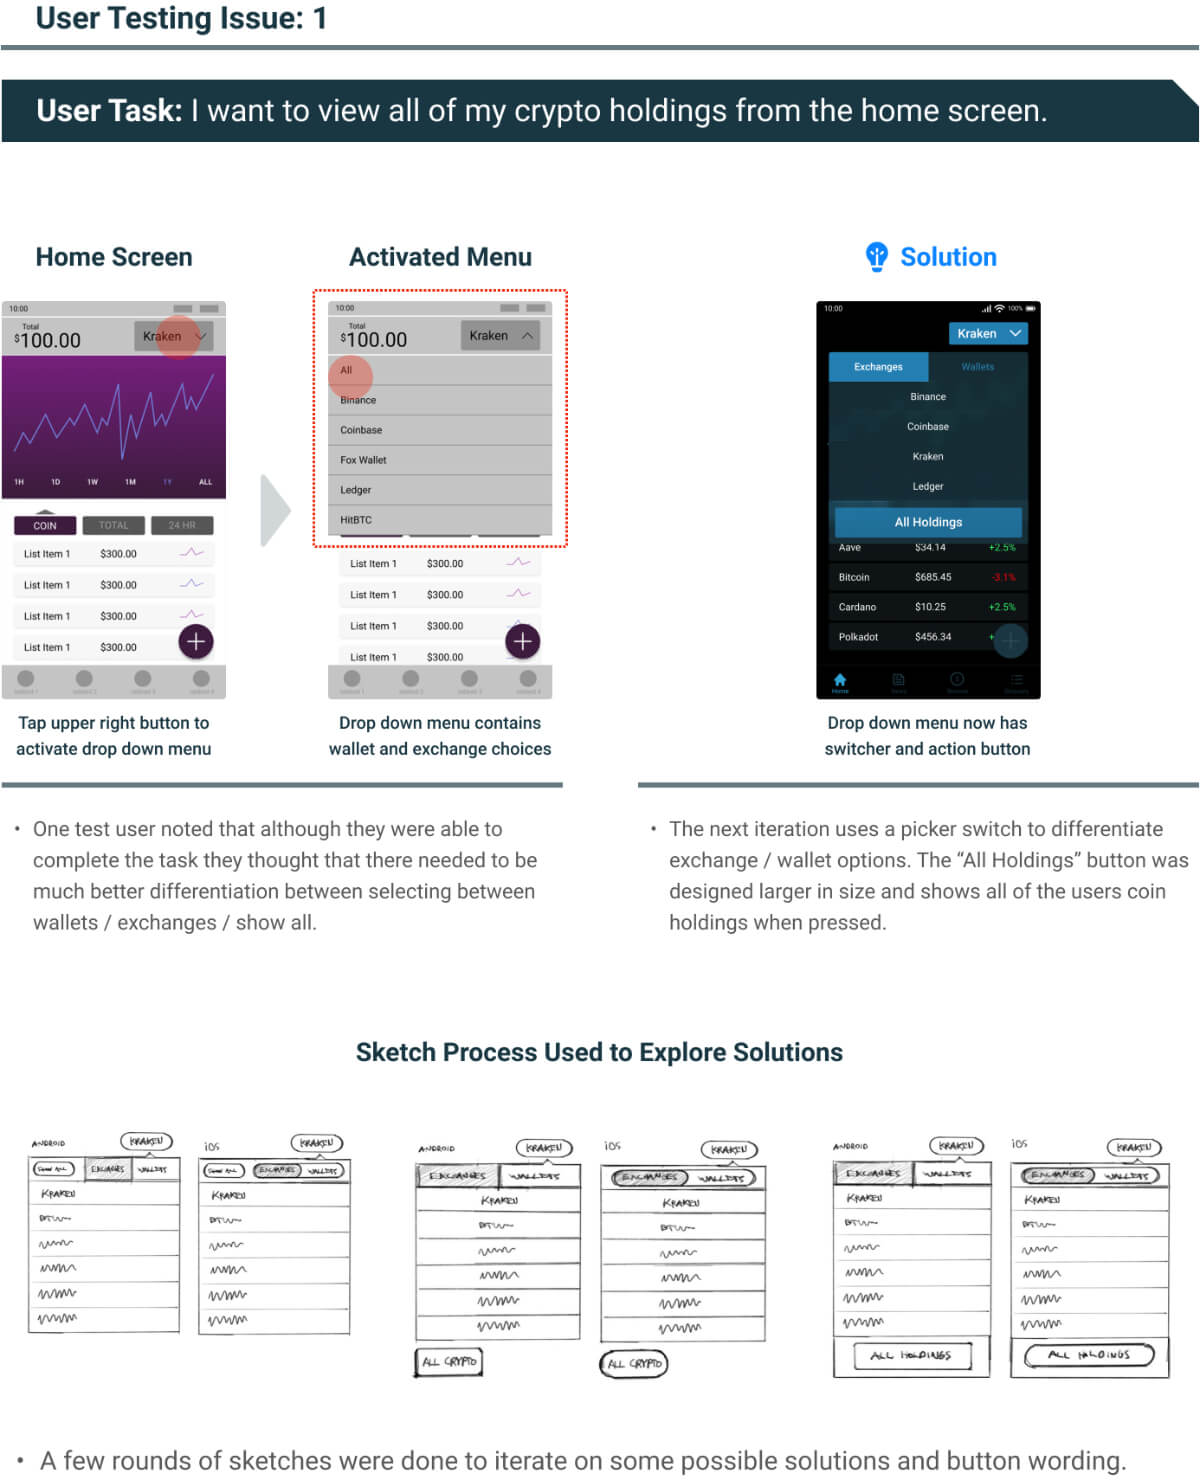 User Testing Issue: 1
User Task: I want to view all of my crypto holdings from the home screen.
Home Screen
Activated Menu
Solution
10:00
Total
$100.00
Kraken
1H 1D 1W 1M 1Y ALL
COIN TOTAL 24 HR
List Item 1 $300.00
List Item 1 $300.00
List Item 1 $300.00
List Item 1 $300.00
Tap upper right button to
activate drop down menu
10:00
Total
$100.00
Kraken
All
Binance
Coinbase
Fox Wallet
Ledger
HitBTC
List Item 1 $300.00
List Item 1 $300.00
List Item 1 $300.00
List Item 1 $300.00
Drop down menu contains
wallet and exchange choices
10:00 100%
Kraken
Exchanges Wallets
Binance
Coinbase
Kraken
Ledger
All Holdings
Aave $34.14 +2.5%
Bitcoin $685.45 -3.1%
Cardano $10.25 +2.5%
Polkadot $456.34 +
Home
Drop down menu now has
switcher and action button
• One test user noted that although they were able to
complete the task they thought that there needed to be
much better differentiation between selecting between
wallets / exchanges / show all.
• The next iteration uses a picker switch to differentiate
exchange / wallet options. The “All Holdings” button was
designed larger in size and shows all of the users coin
holdings when pressed.
Sketch Process Used to Explore Solutions
ANDROID KRAKEN
SHOW ALL EXCHANGES WALLETS
KRAKEN
iOS KRAKEN
SHOW ALL EXCHANGES WALLETS
KRAKEN
ANDROID KRAKEN
EXCHANGES WALLETS
KRAKEN
ALL CRYPTO
iOS KRAKEN
EXCHANGES WALLETS
KRAKEN
ALL CRYPTO
ANDROID KRAKEN
EXCHANGES WALLETS
KRAKEN
ALL HOLDINGS
iOS KRAKEN
EXCHANGES WALLETS
KRAKEN
ALL HOLDINGS
• A few rounds of sketches were done to iterate on some possible solutions and button wording.